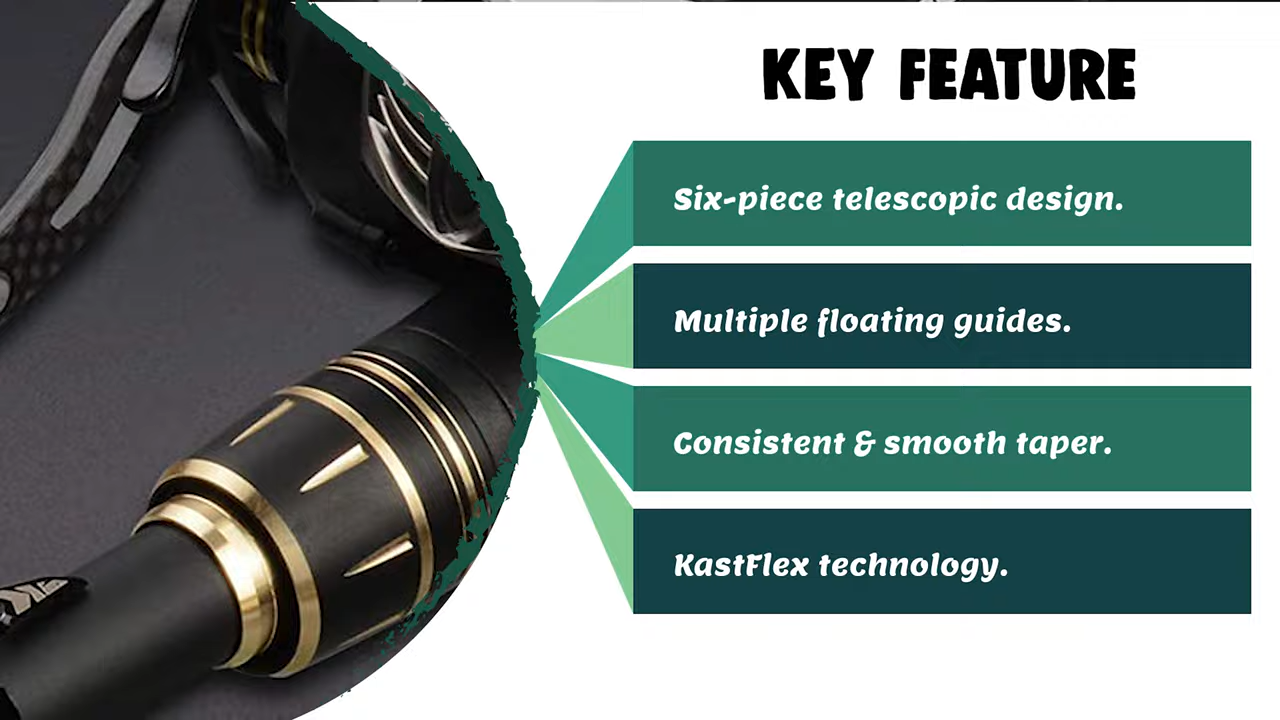 KEY FEATURE
Six-piece telescopic design.
Multiple floating guides.
Consistent & smooth taper.
KastFlex technology.